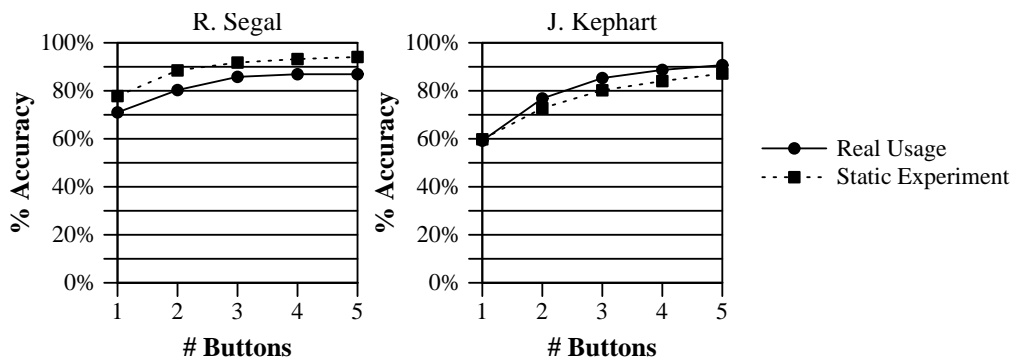 R. Segal
100%
80%
60%
40%
20%
0%
% Accuracy
1 2 3 4 5
# Buttons
J. Kephart
100%
80%
60%
40%
20%
0%
% Accuracy
1 2 3 4 5
# Buttons
Real Usage
Static Experiment